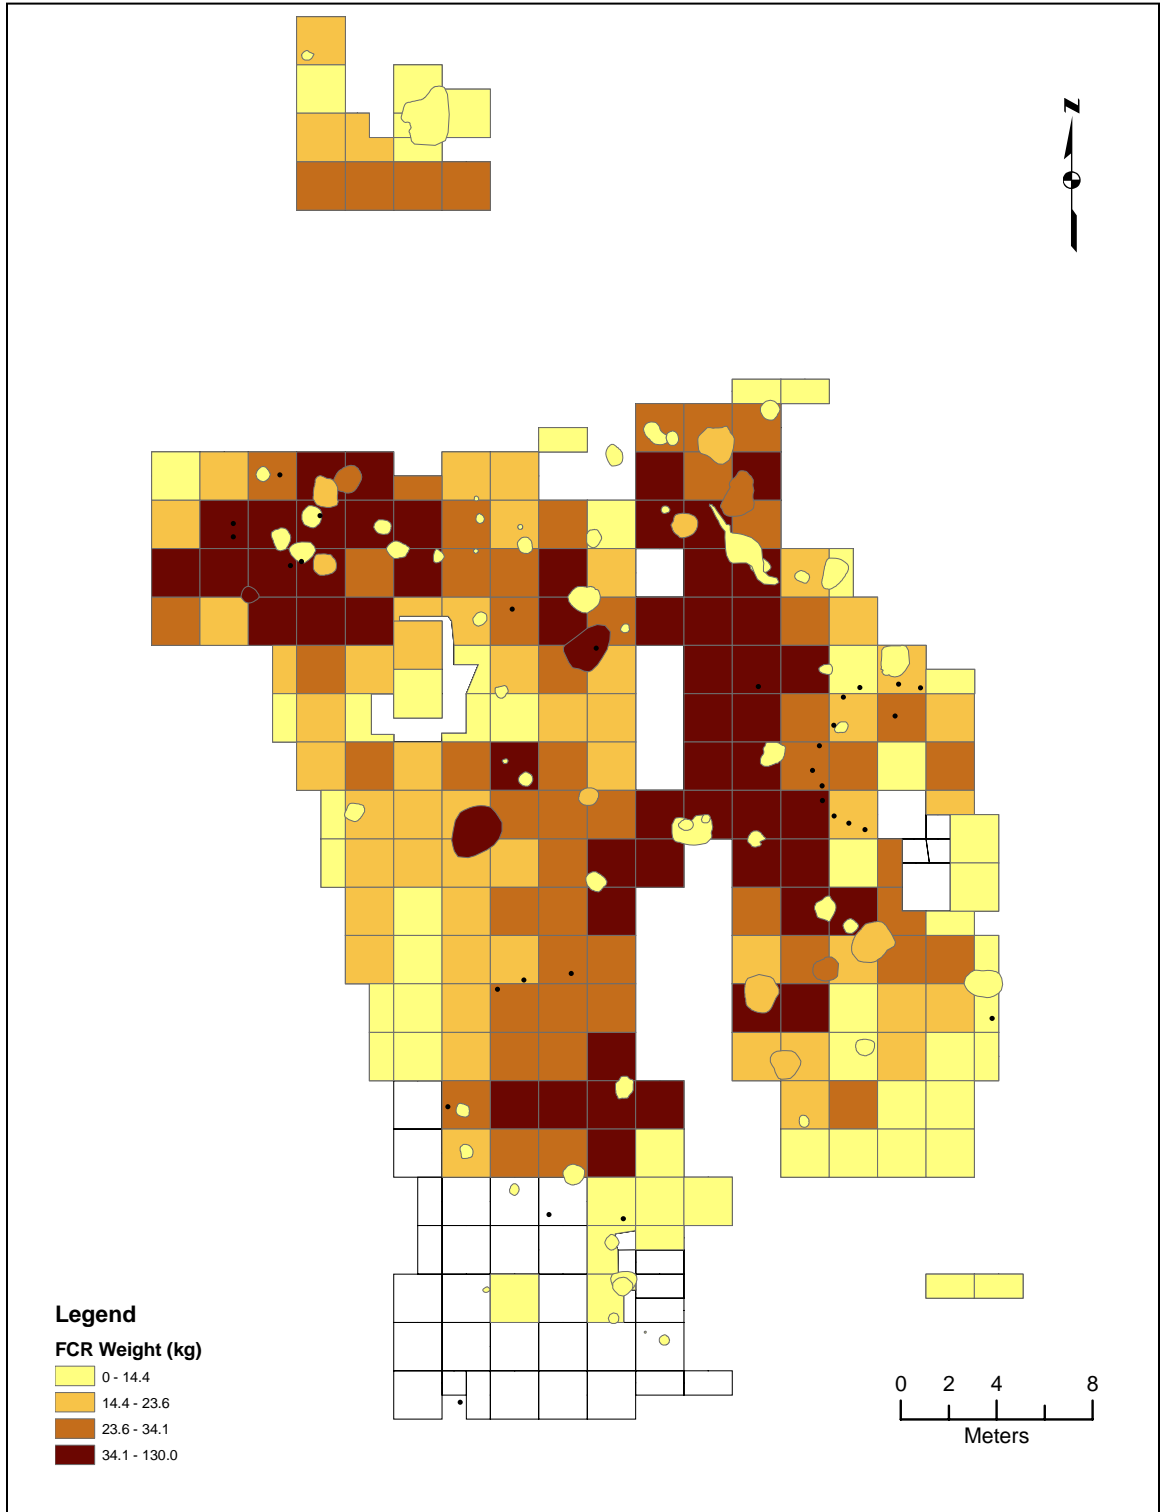 N
Legend
FCR Weight (kg)
0 - 14.4
14.4 - 23.6
23.6 - 34.1
34.1 - 130.0
0 2 4 8
Meters